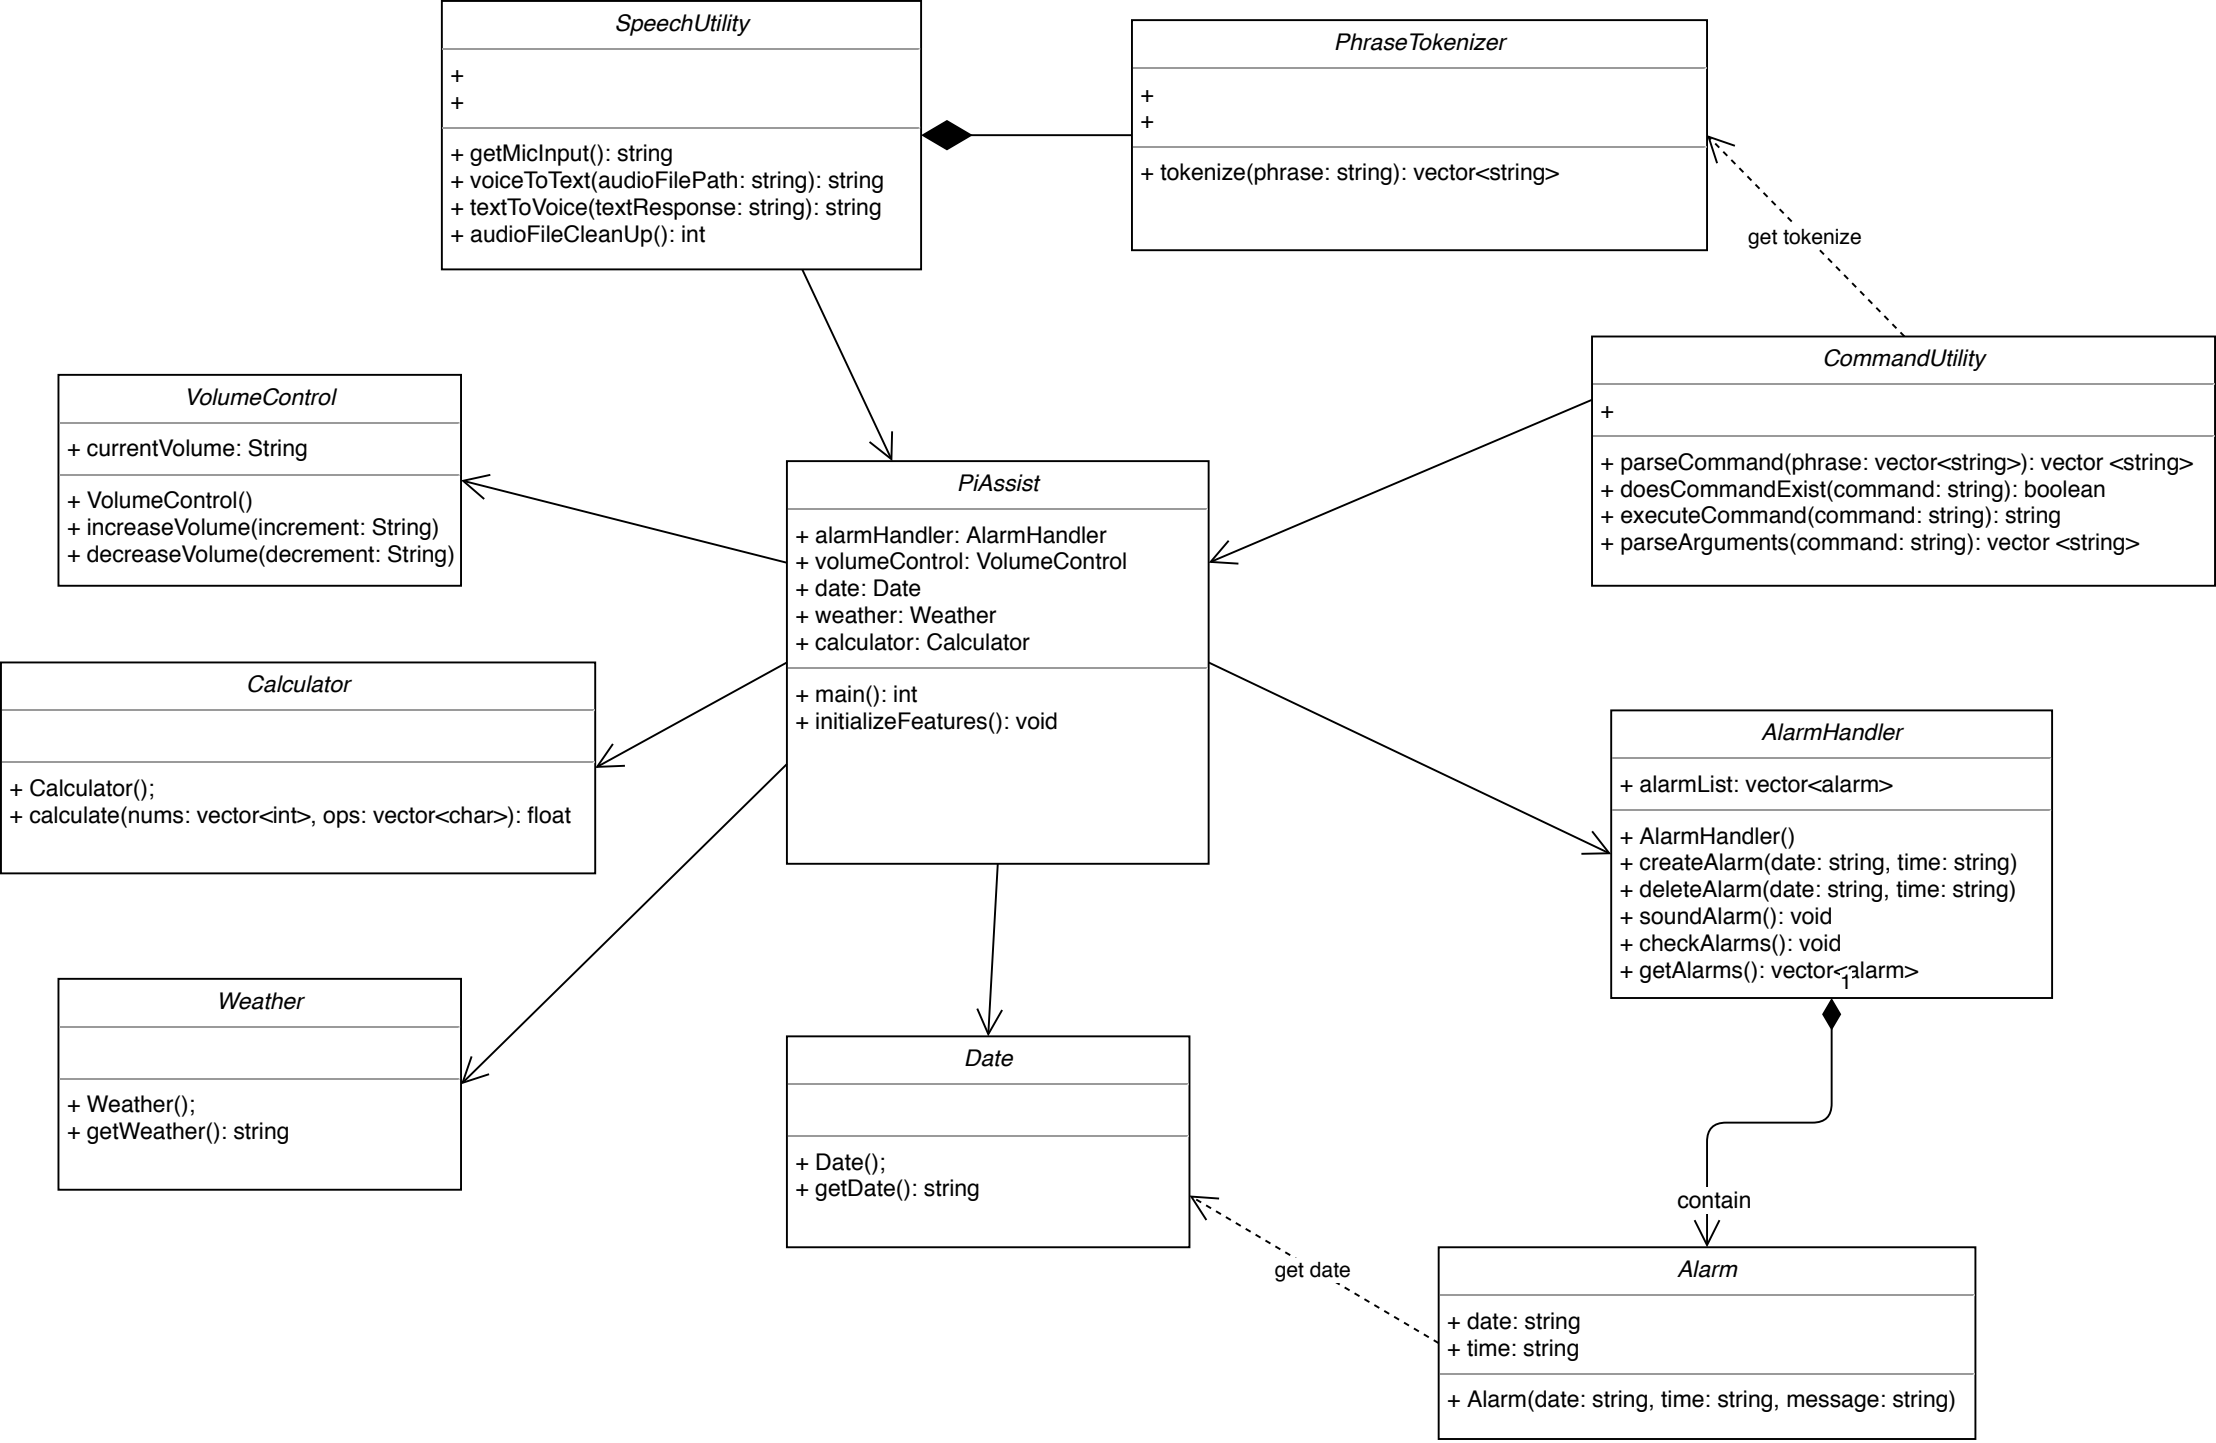 SpeechUtility
+
+
+ getMicInput(): string
+ voiceToText(audioFilePath: string): string
+ textToVoice(textResponse: string): string
+ audioFileCleanUp(): int
PhraseTokenizer
+
+
+ tokenize(phrase: string): vector<string>
get tokenize
CommandUtility
+
+ parseCommand(phrase: vector<string>): vector <string>
+ doesCommandExist(command: string): boolean
+ executeCommand(command: string): string
+ parseArguments(command: string): vector <string>
VolumeControl
+ currentVolume: String
+ VolumeControl()
+ increaseVolume(increment: String)
+ decreaseVolume(decrement: String)
PiAssist
+ alarmHandler: AlarmHandler
+ volumeControl: VolumeControl
+ date: Date
+ weather: Weather
+ calculator: Calculator
+ main(): int
+ initializeFeatures(): void
Calculator
+ Calculator();
+ calculate(nums: vector<int>, ops: vector<char>): float
AlarmHandler
+ alarmList: vector<alarm>
+ AlarmHandler()
+ createAlarm(date: string, time: string)
+ deleteAlarm(date: string, time: string)
+ soundAlarm(): void
+ checkAlarms(): void
+ getAlarms(): vector<alarm>
1
Weather
+ Weather();
+ getWeather(): string
Date
+ Date();
+ getDate(): string
contain
get date
Alarm
+ date: string
+ time: string
+ Alarm(date: string, time: string, message: string)